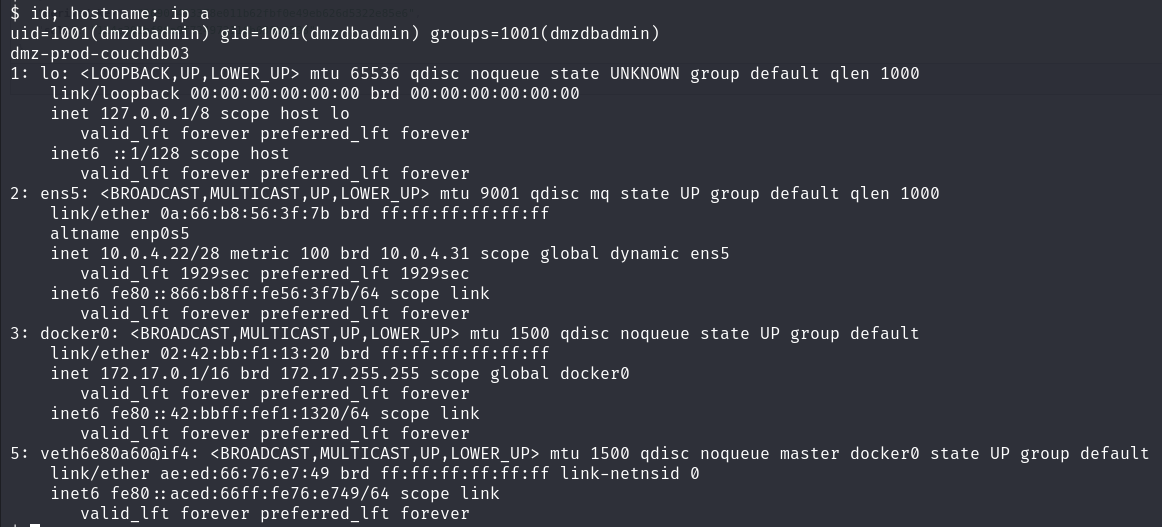 $ id; hostname; ip a
uid=1001(dmzdbadmin) gid=1001(dmzdbadmin) groups=1001(dmzdbadmin)
dmz-prod-couchdb03
1: lo: <LOOPBACK,UP,LOWER_UP> mtu 65536 qdisc noqueue state UNKNOWN group default qlen 1000
    link/loopback 00:00:00:00:00:00 brd 00:00:00:00:00:00
    inet 127.0.0.1/8 scope host lo
       valid_lft forever preferred_lft forever
    inet6 ::1/128 scope host
       valid_lft forever preferred_lft forever
2: ens5: <BROADCAST,MULTICAST,UP,LOWER_UP> mtu 9001 qdisc mq state UP group default qlen 1000
    link/ether 0a:66:b8:56:3f:7b brd ff:ff:ff:ff:ff:ff
    altname enp0s5
    inet 10.0.4.22/28 metric 100 brd 10.0.4.31 scope global dynamic ens5
       valid_lft 1929sec preferred_lft 1929sec
    inet6 fe80::866:b8ff:fe56:3f7b/64 scope link
       valid_lft forever preferred_lft forever
3: docker0: <BROADCAST,MULTICAST,UP,LOWER_UP> mtu 1500 qdisc noqueue state UP group default
    link/ether 02:42:bb:f1:13:20 brd ff:ff:ff:ff:ff:ff
    inet 172.17.0.1/16 brd 172.17.255.255 scope global docker0
       valid_lft forever preferred_lft forever
    inet6 fe80::42:bbff:fef1:1320/64 scope link
       valid_lft forever preferred_lft forever
5: veth6e80a60@if4: <BROADCAST,MULTICAST,UP,LOWER_UP> mtu 1500 qdisc noqueue master docker0 state UP group default
    link/ether ae:ed:66:76:e7:49 brd ff:ff:ff:ff:ff:ff link-netnsid 0
    inet6 fe80::aced:66ff:fe76:e749/64 scope link
       valid_lft forever preferred_lft forever